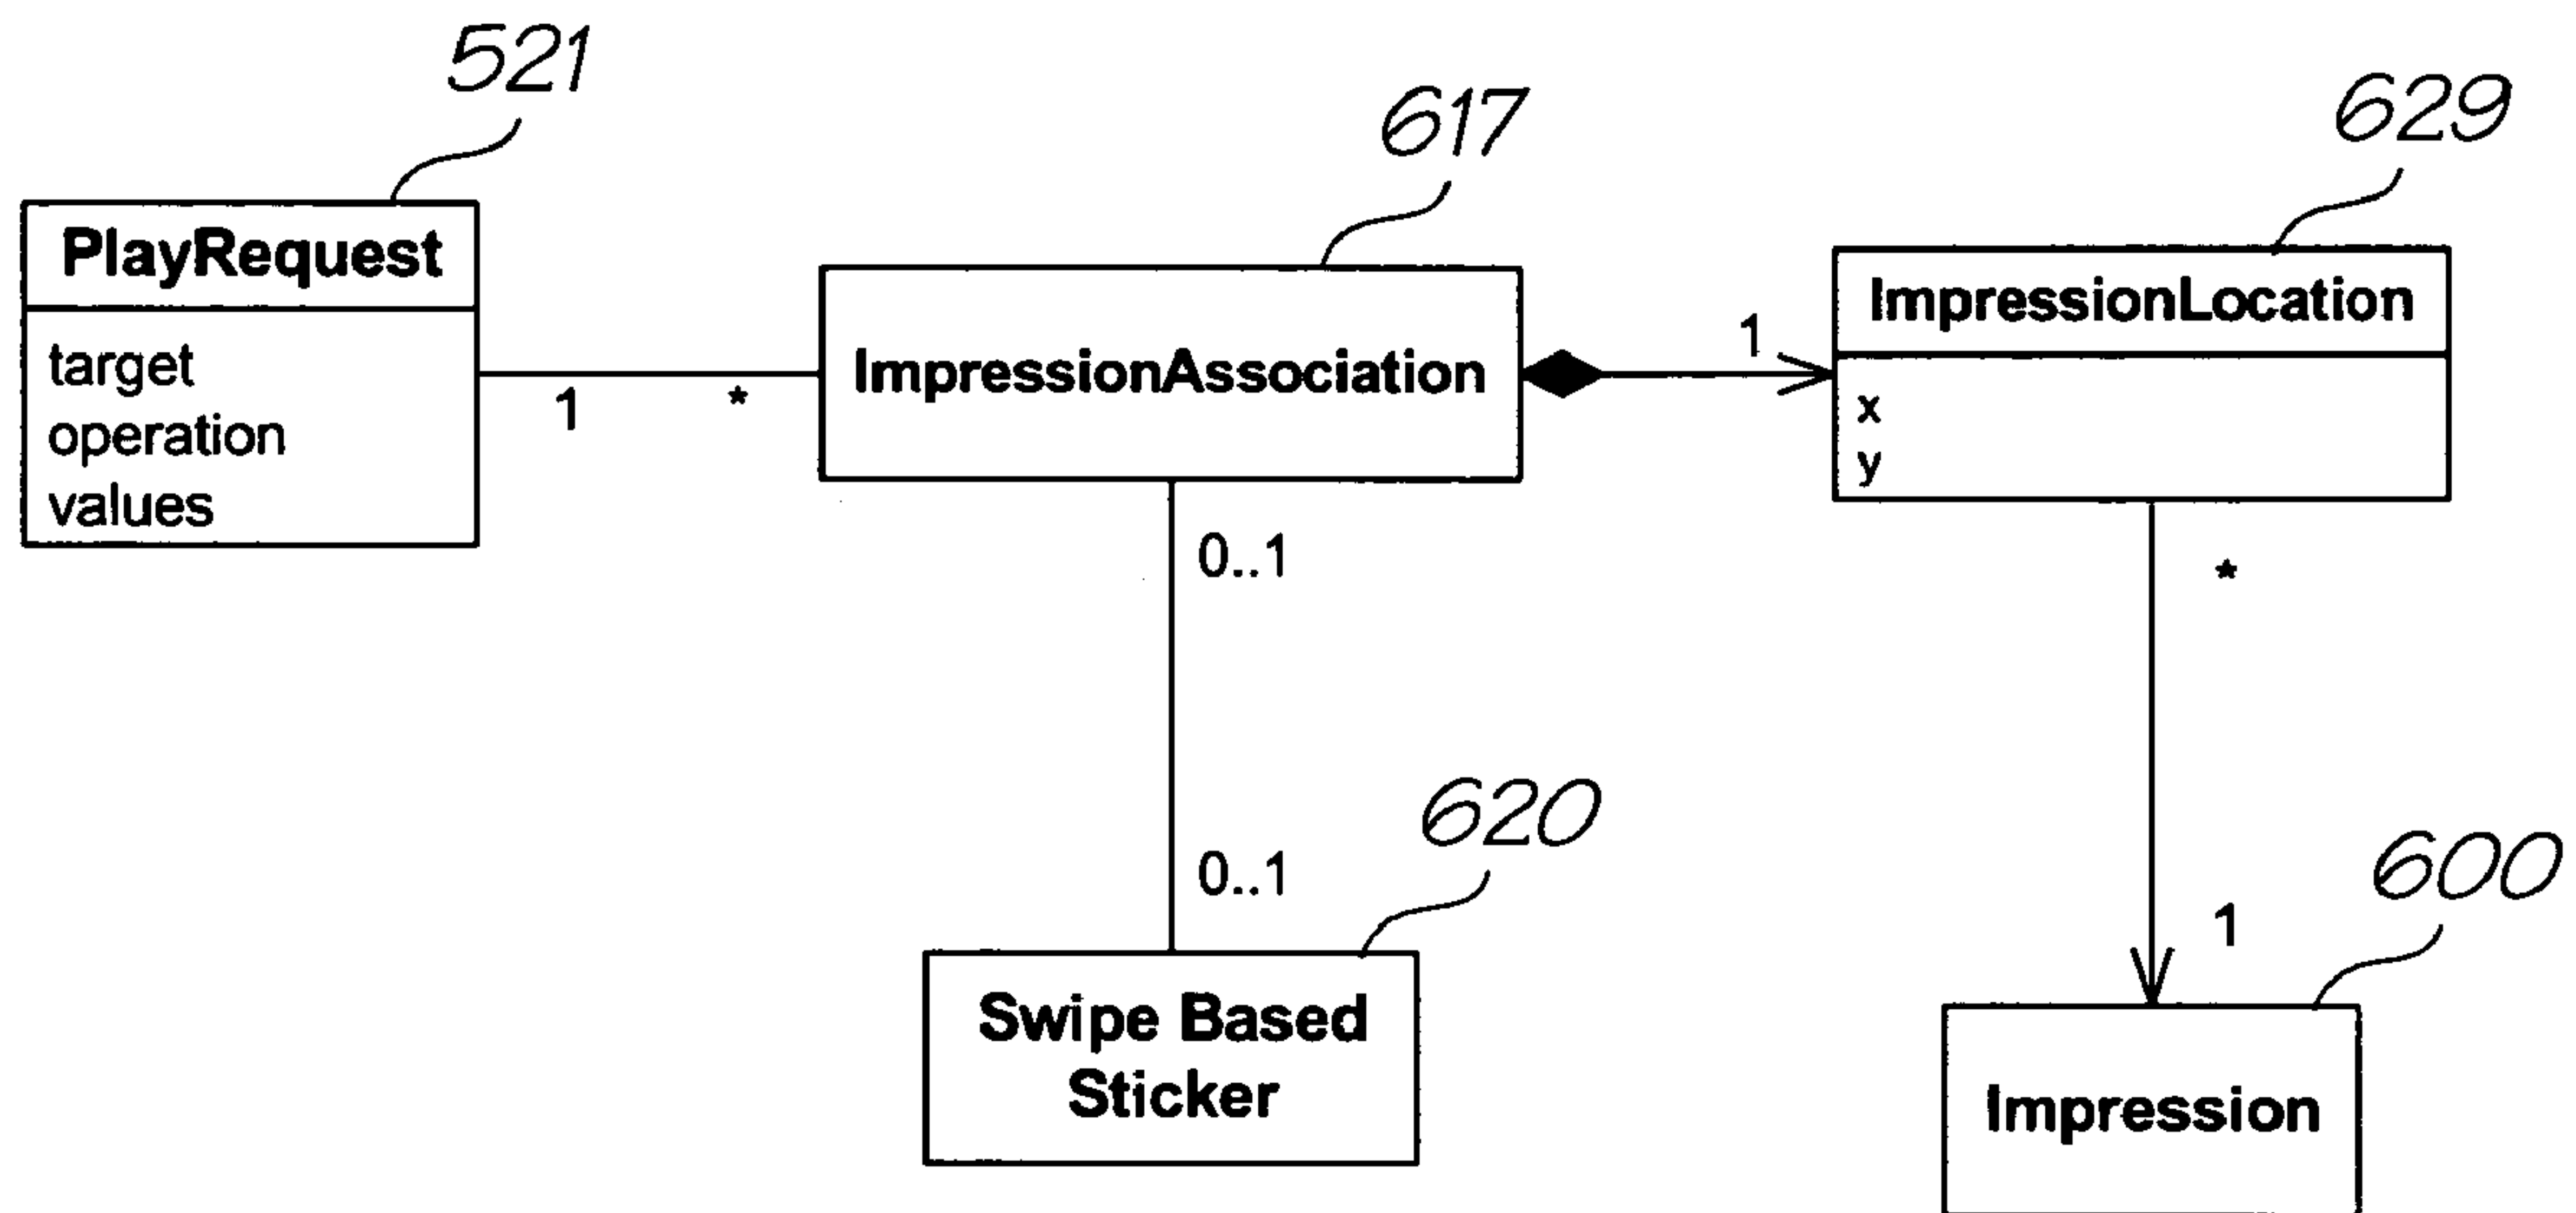 521
617
629
PlayRequest
target
operation
values
1
*
ImpressionAssociation
1
ImpressionLocation
x
y
0..1
0..1
*
1
620
600
Swipe Based
Sticker
Impression